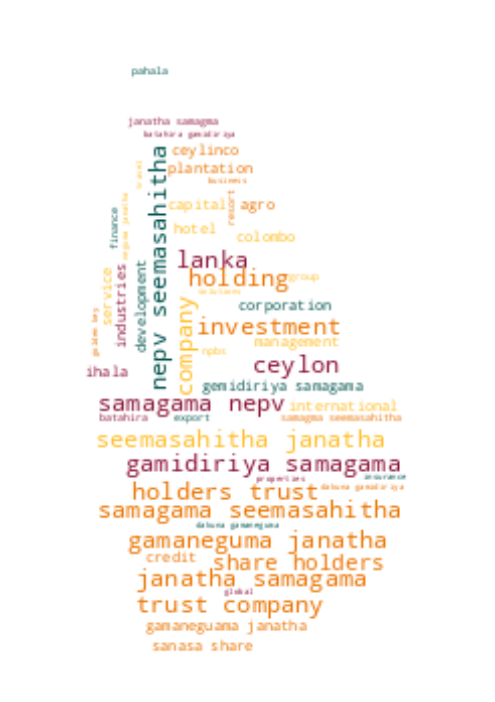 pahala
janatha samagma
batahira gamidiriya
ceylinco
plantation
business
travel
nepv seemasahitha
capital
resort
agro
finance
hotel
colombo
lanka
holding
group
service
industries
development
corporation
company
investment
management
ceylon
ihala
gemidiriya samagama
samagama nepv
international
batahira
export
samagma seemasahitha
seemasahitha janatha
gamidiriya samagama
properties
insurance
holders trust
dakuna gamidiriya
samagama seemasahitha
dakuna gamaneguma
gamaneguma janatha
credit
share holders
janatha samagama
global
trust company
gamaneguama janatha
sanasa share